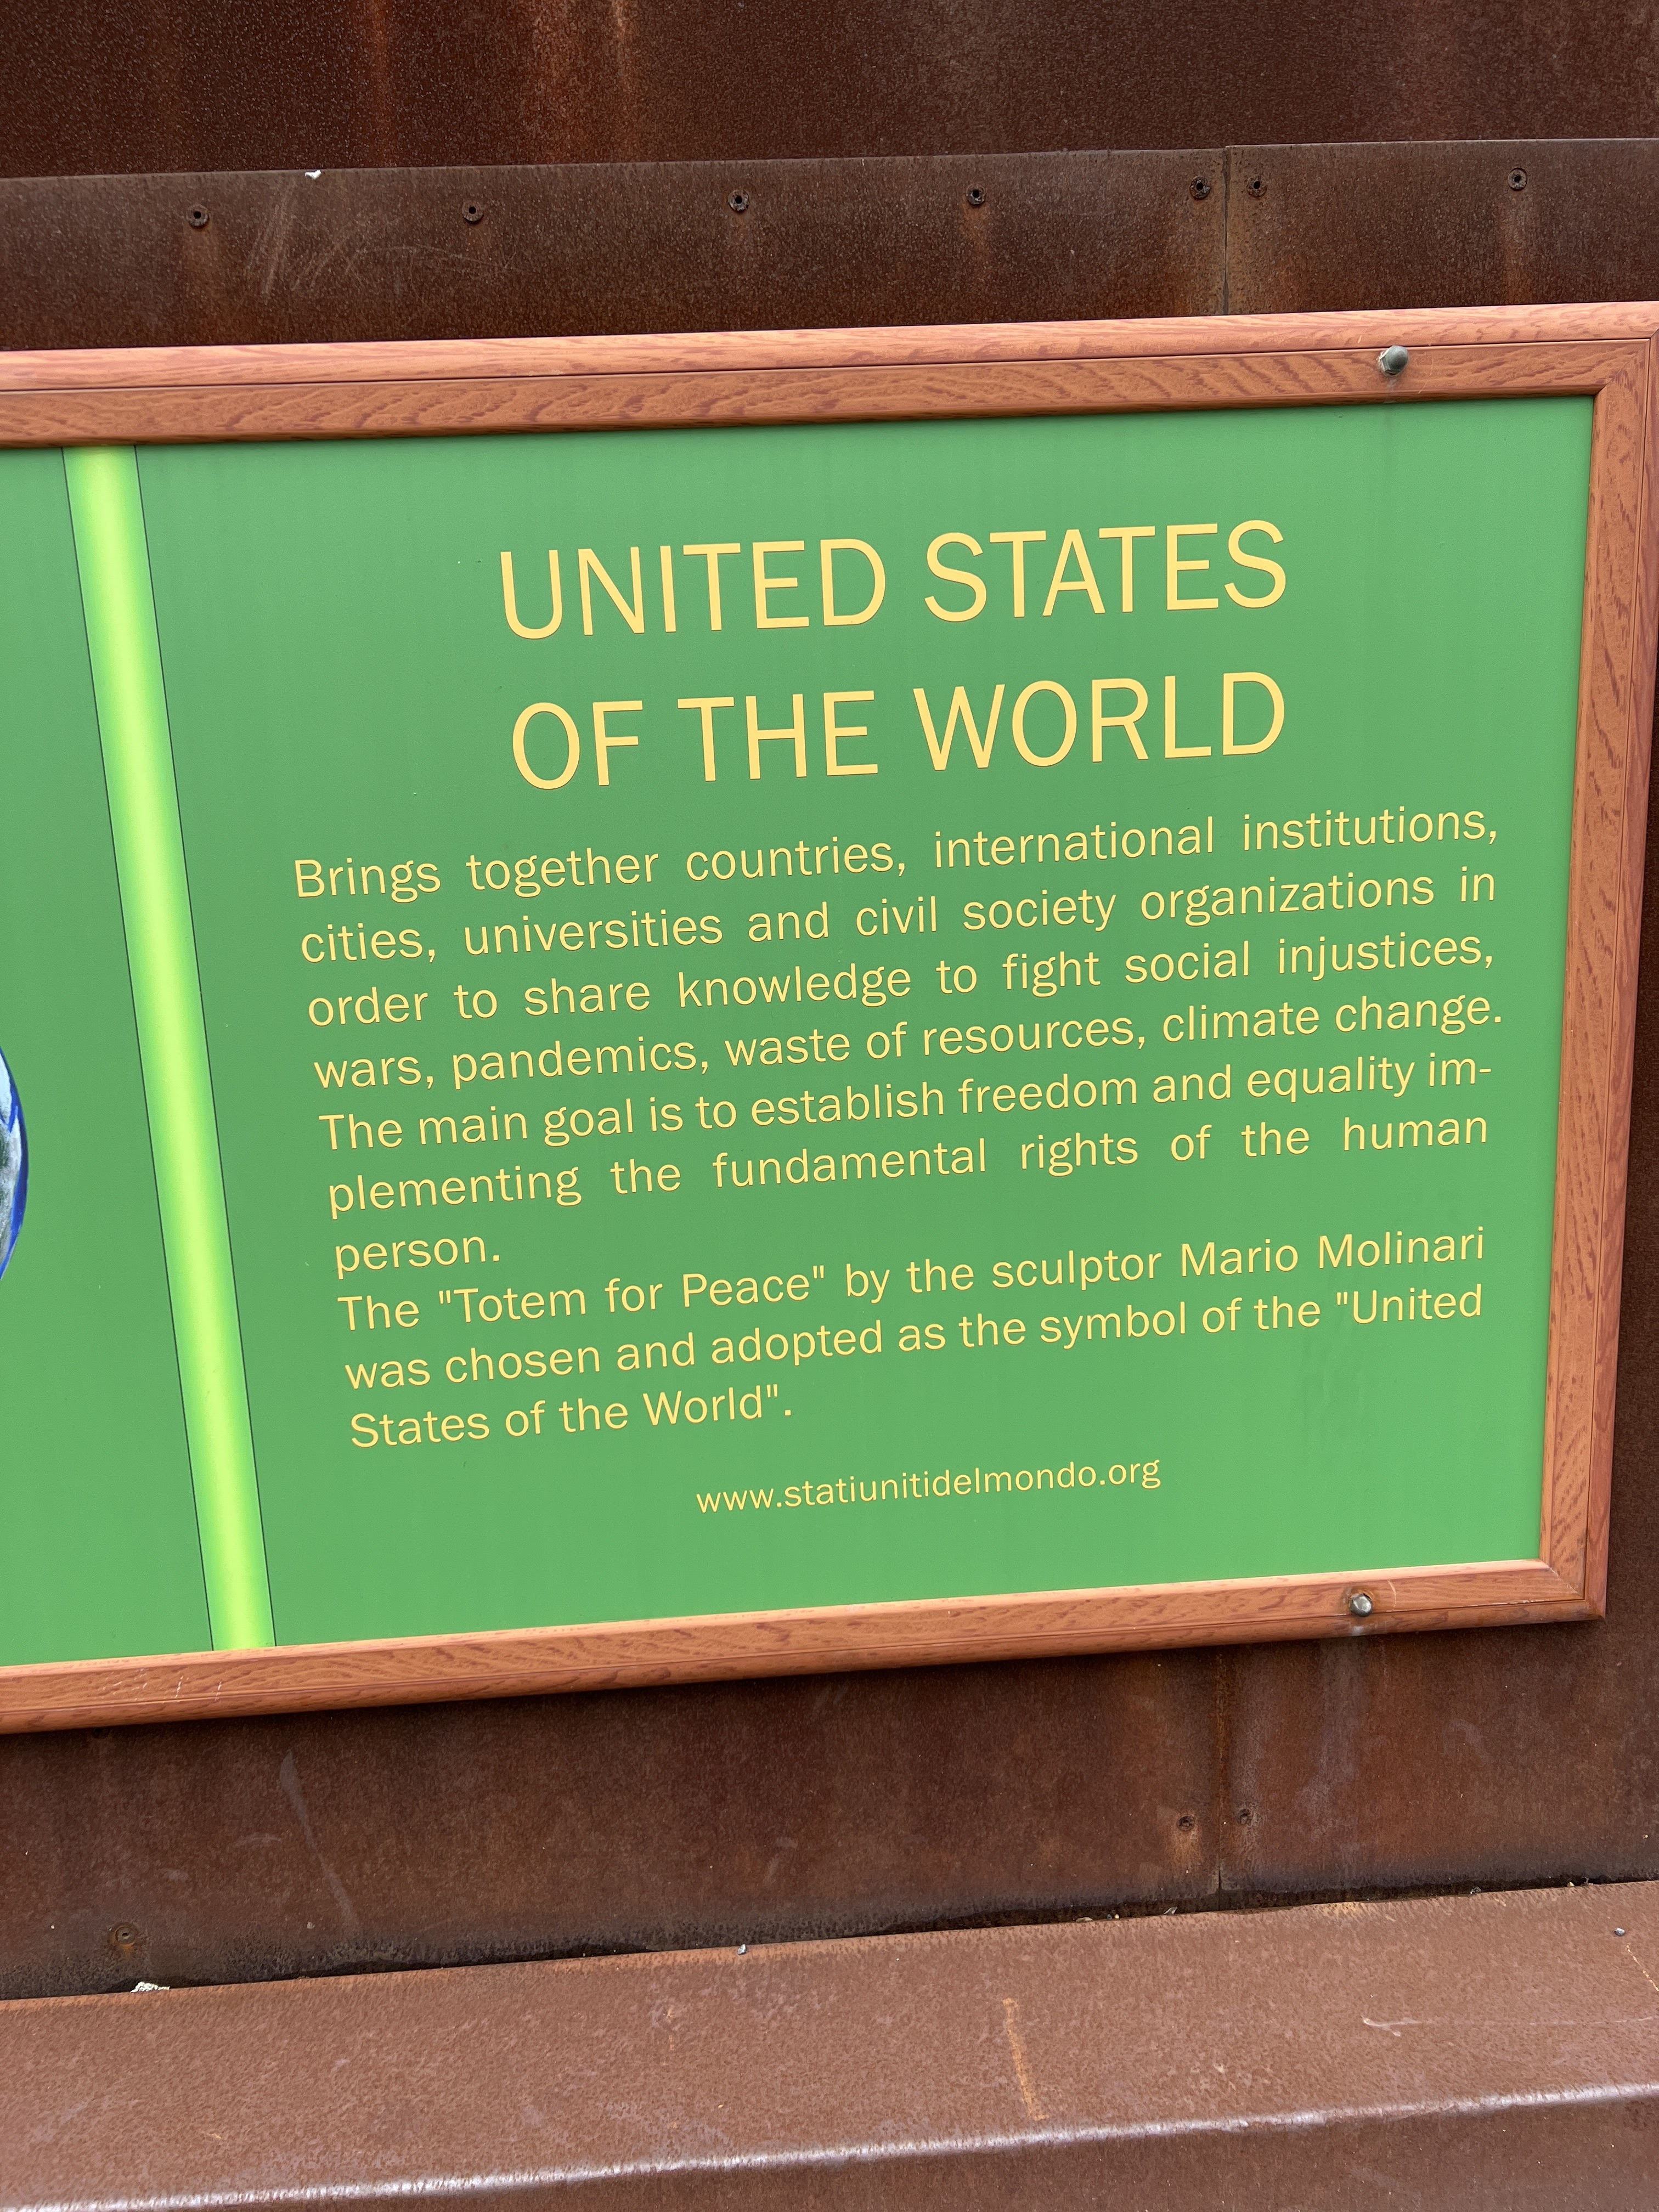 UNITED STATES
OF THE WORLD
Brings together countries, international institutions,
cities, universities and civil society organizations in
order to share knowledge to fight social injustices,
wars, pandemics, waste of resources, climate change.
The main goal is to establish freedom and equality im-
plementing the fundamental rights of the human
person.
The "Totem for Peace" by the sculptor Mario Molinari
was chosen and adopted as the symbol of the "United
States of the World".
www.statiunitidelmondo.org